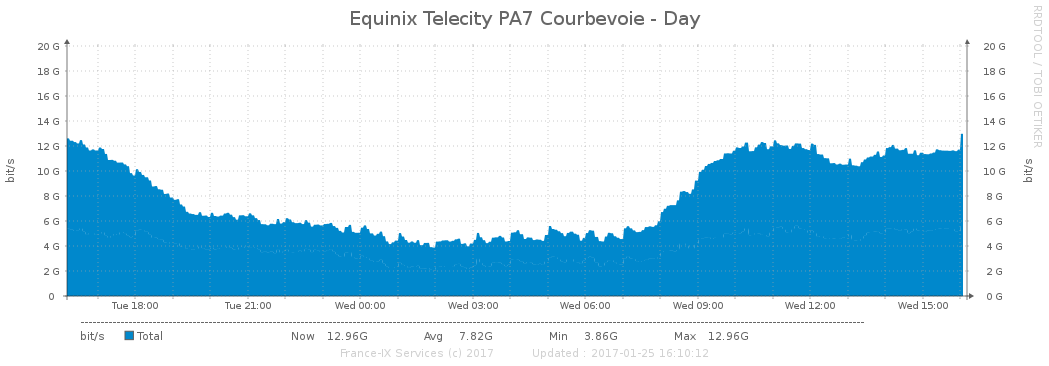 Equinix Telecity PA7 Courbevoie - Day
RRDTOOL / TOBI OETIKER
20 G 20 G
18 G 18 G
16 G 16 G
14 G 14 G
12 G 12 G
10 G 10 G
8 G 8 G
6 G 6 G
4 G 4 G
2 G 2 G
0 0 G
bit/s bit/s
Tue 18:00 Tue 21:00 Wed 00:00 Wed 03:00 Wed 06:00 Wed 09:00 Wed 12:00 Wed 15:00
bit/s Total Now 12.96G Avg 7.82G Min 3.86G Max 12.96G
France-IX Services (c) 2017 Updated : 2017-01-25 16:10:12